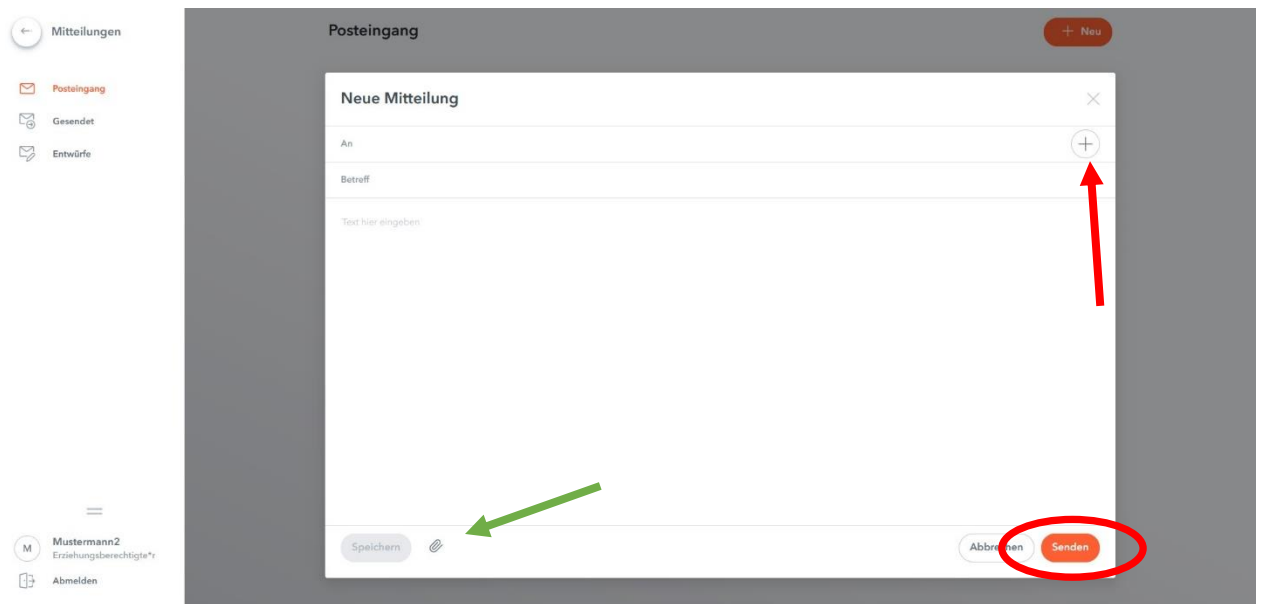 Mitteilungen
Posteingang
Gesendet
Entwürfe
M
Mustermann2
Erziehungsberechtigte*r
Abmelden
Posteingang
+ Neu
Neue Mitteilung
An
Betreff
Text hier eingeben
Speichern
Abbrechen
Senden